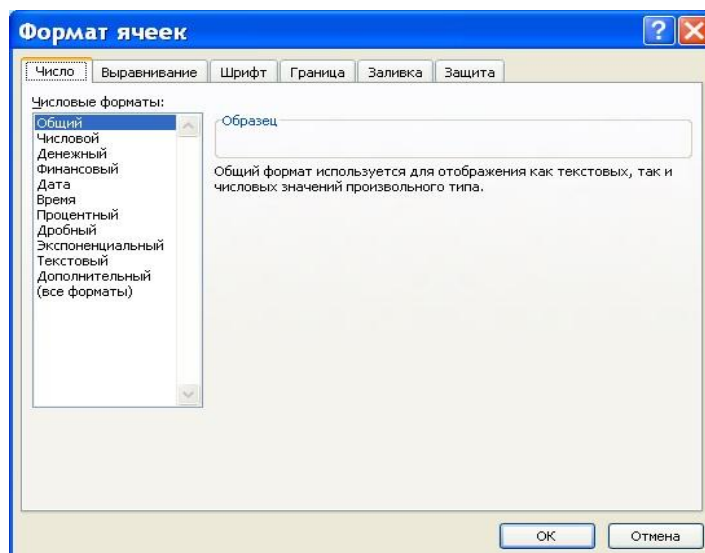 Формат ячеек
?
Число Выравнивание Шрифт Граница Заливка Защита
Числовые форматы:
Общий
Числовой
Денежный
Финансовый
Дата
Время
Процентный
Дробный
Экспоненциальный
Текстовый
Дополнительный
(все форматы)
Образец
Общий формат используется для отображения как текстовых, так и
числовых значений произвольного типа.
ОК Отмена